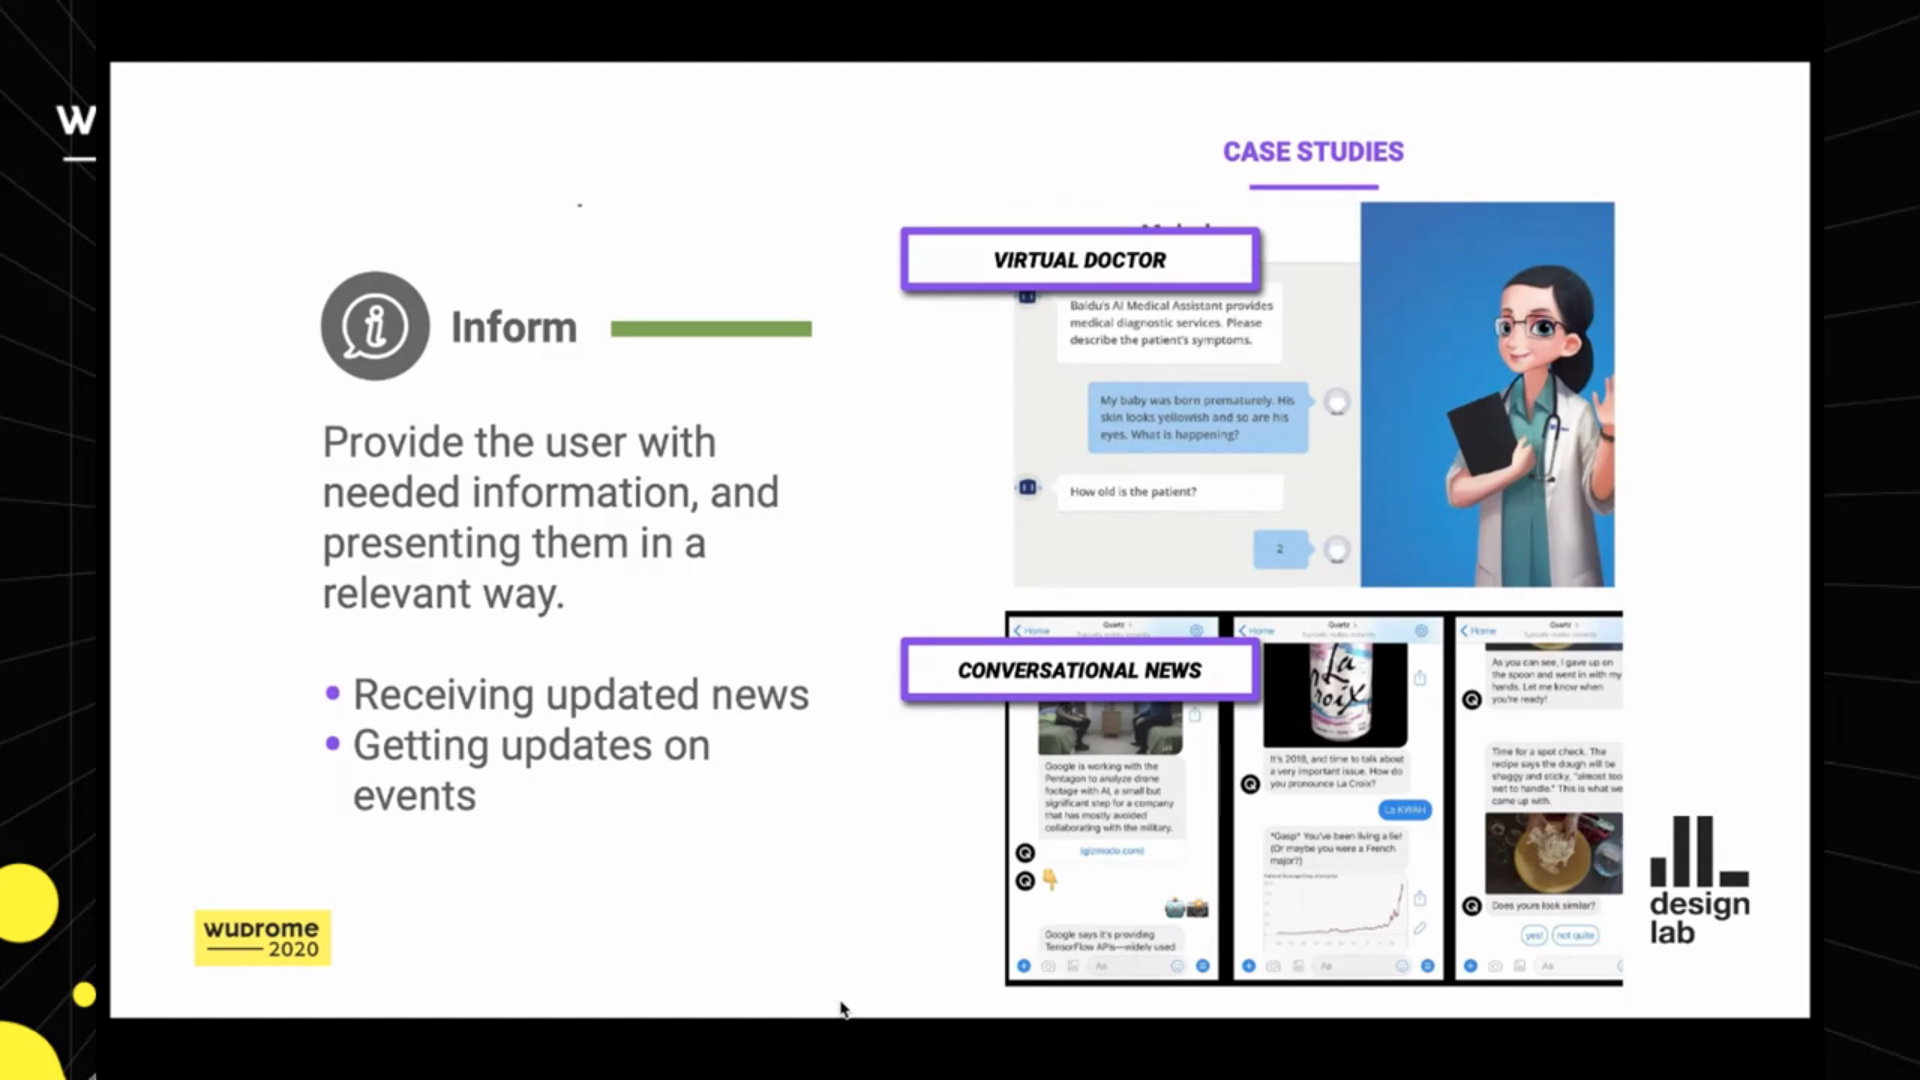 W
CASE STUDIES
VIRTUAL DOCTOR
Baidu's AI Medical Assistant provides
medical diagnostic services. Please
describe the patient's symptoms.
My baby was born prematurely. His
skin looks yellowish and so are his
eyes. What is happening?
How old is the patient?
2
Inform
Provide the user with
needed information, and
presenting them in a
relevant way.
• Receiving updated news
• Getting updates on
events
CONVERSATIONAL NEWS
Home
Quartz
Google is working with the
Pentagon to analyze drone
footage with AI, a small but
significant step for a company
that has mostly avoided
collaborating with the military.
(gizmodo.com)
Google says it's providing
TensorFlow APIs—widely used
Aa
Home
Quartz
La
Croix
It's 2018, and time to talk about
a very important issue. How do
you pronounce La Croix?
La KWAH
*Gasp* You've been living a lie!
(Or maybe you were a French
major?)
Aa
Home
Quartz
As you can see, I gave up on
the spoon and went in with my
hands. Let me know when
you're ready!
Time for a spot check. The
recipe says the dough will be
shaggy and sticky, "almost too
wet to handle." This is what we
came up with.
Does yours look similar?
yes!
not quite
Aa
wudrome
2020
design
lab